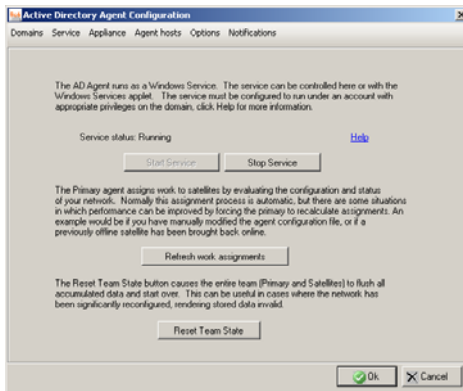 Active Directory Agent Configuration
Domains Service Appliance Agent hosts Options Notifications
The AD Agent runs as a Windows Service. The service can be controlled here or with the
Windows Services applet. The service must be configured to run under an account with
appropriate privileges on the domain, click Help for more information.
Service status: Running Help
Start Service Stop Service
The Primary agent assigns work to satellites by evaluating the configuration and status
of your network. Normally this assignment process is automatic, but there are some situations
in which performance can be improved by forcing the primary to recalculate assignments. An
example would be if you have manually modified the agent configuration file, or if a
previously offline satellite has been brought back online.
Refresh work assignments
The Reset Team State button causes the entire team (Primary and Satellites) to flush all
accumulated data and start over. This can be useful in cases where the network has
been significantly reconfigured, rendering stored data invalid.
Reset Team State
Ok Cancel